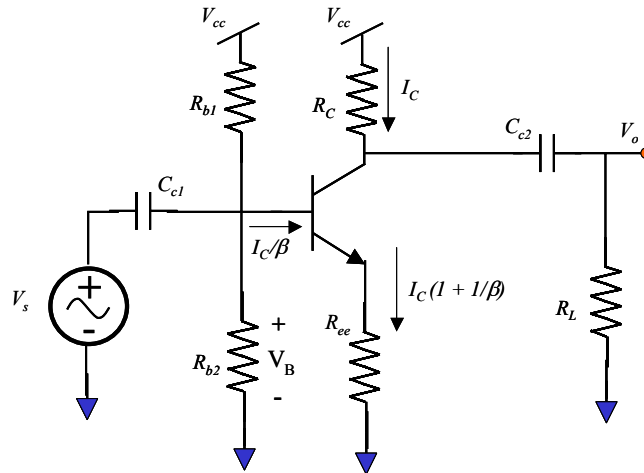 V_cc
V_cc
R_b1
R_C
I_C
C_c2
V_o
C_c1
I_C/β
V_s
+
-
I_C(1 + 1/β)
R_ee
R_L
R_b2
+
V_B
-